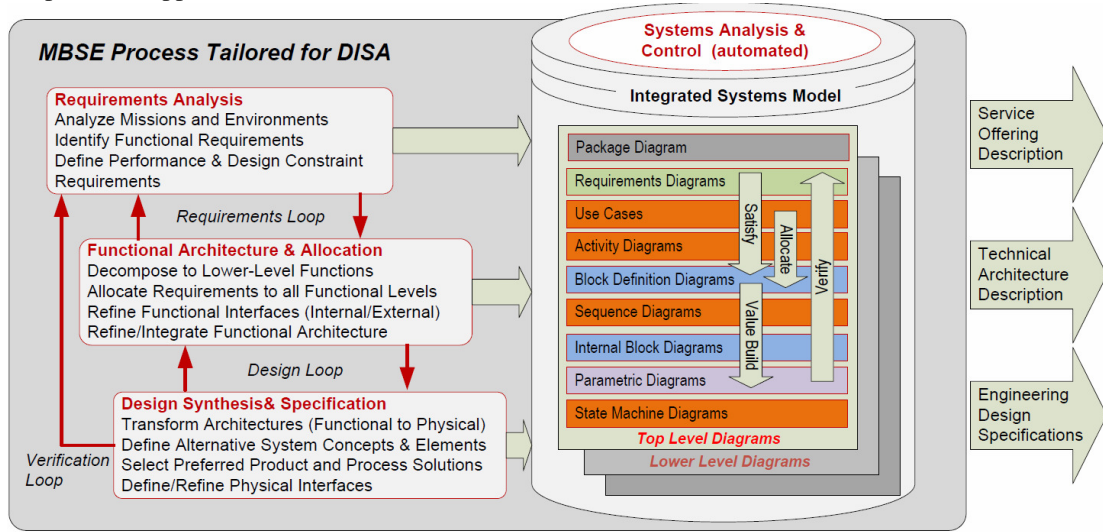 MBSE Process Tailored for DISA
Requirements Analysis
Analyze Missions and Environments
Identify Functional Requirements
Define Performance & Design Constraint
Requirements
Requirements Loop
Functional Architecture & Allocation
Decompose to Lower-Level Functions
Allocate Requirements to all Functional Levels
Refine Functional Interfaces (Internal/External)
Refine/Integrate Functional Architecture
Design Loop
Design Synthesis& Specification
Transform Architectures (Functional to Physical)
Define Alternative System Concepts & Elements
Select Preferred Product and Process Solutions
Define/Refine Physical Interfaces
Verification
Loop
Systems Analysis &
Control (automated)
Integrated Systems Model
Package Diagram
Requirements Diagrams
Use Cases
Activity Diagrams
Block Definition Diagrams
Sequence Diagrams
Internal Block Diagrams
Parametric Diagrams
State Machine Diagrams
Satisfy
Allocate
Verify
Value Build
Top Level Diagrams
Lower Level Diagrams
Service
Offering
Description
Technical
Architecture
Description
Engineering
Design
Specifications